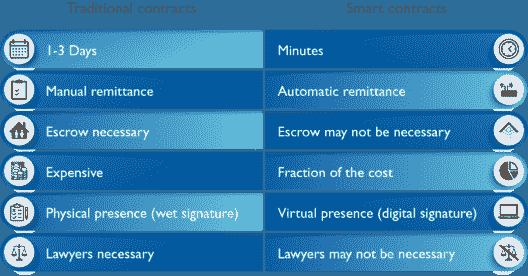 Traditional contracts Smart contracts
1-3 Days Minutes
Manual remittance Automatic remittance
Escrow necessary Escrow may not be necessary
Expensive Fraction of the cost
Physical presence (wet signature) Virtual presence (digital signature)
Lawyers necessary Lawyers may not be necessary